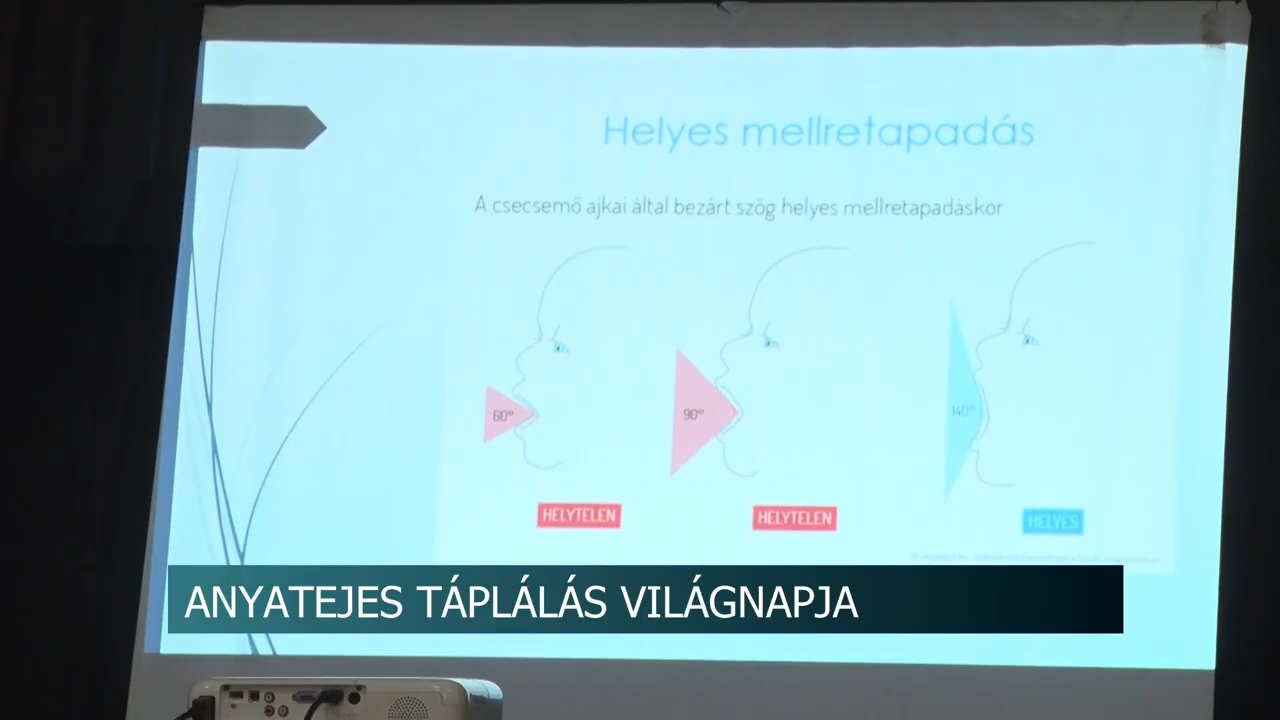 Helyes mellretapadás
A csecsemő ajkai által bezárt szög helyes mellretapadáskor
60°
90°
140°
HELYTELEN
HELYTELEN
HELYES
ANYATEJES TÁPLÁLÁS VILÁGNAPJA